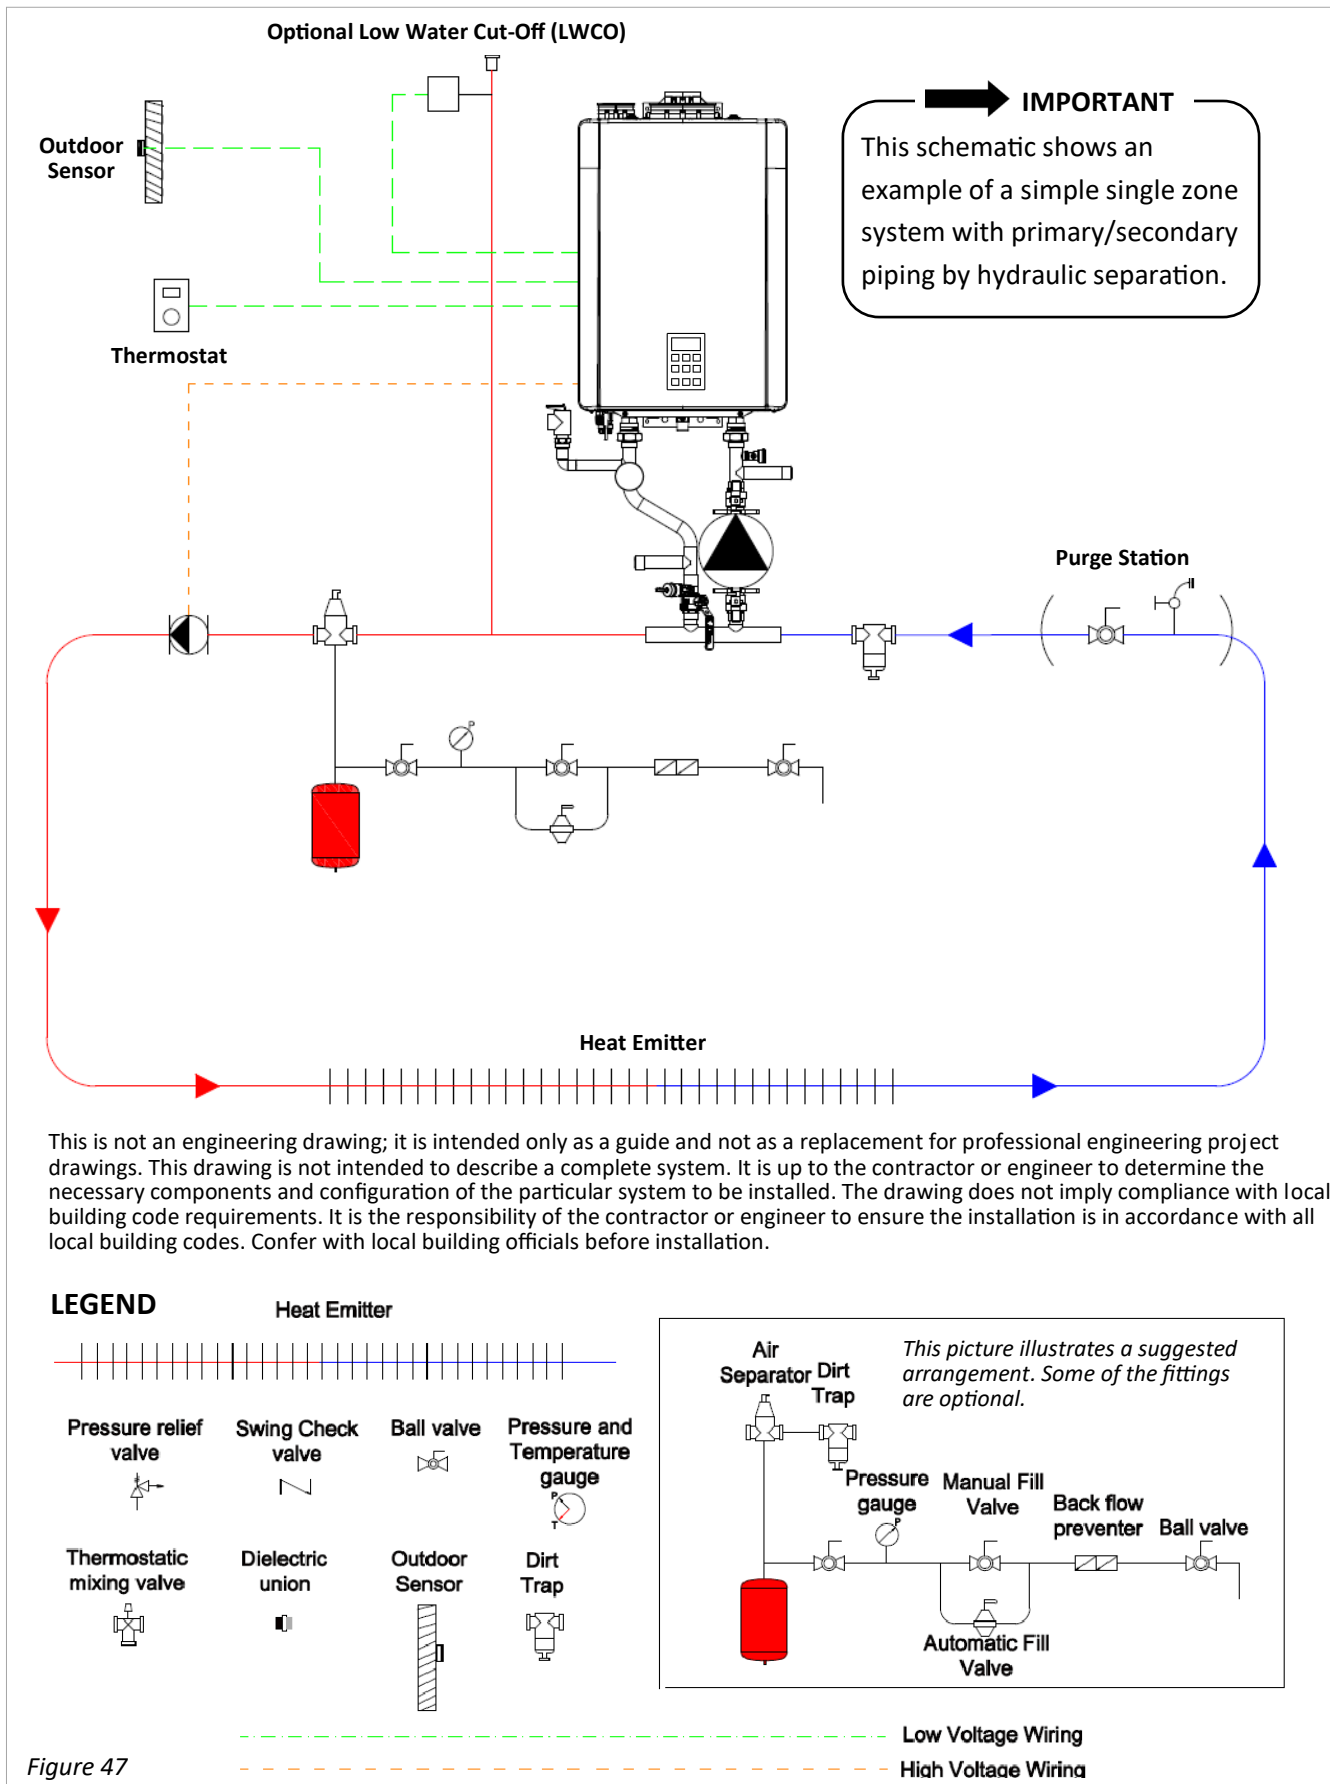 Optional Low Water Cut-Off (LWCO)
IMPORTANT
This schematic shows an
example of a simple single zone
system with primary/secondary
piping by hydraulic separation.
Outdoor
Sensor
Thermostat
Purge Station
P
Heat Emitter
This is not an engineering drawing; it is intended only as a guide and not as a replacement for professional engineering project
drawings. This drawing is not intended to describe a complete system. It is up to the contractor or engineer to determine the
necessary components and configuration of the particular system to be installed. The drawing does not imply compliance with local
building code requirements. It is the responsibility of the contractor or engineer to ensure the installation is in accordance with all
local building codes. Confer with local building officials before installation.
LEGEND
Heat Emitter
Pressure relief
valve
Swing Check
valve
Ball valve
Pressure and
Temperature
gauge
P
T
Thermostatic
mixing valve
Dielectric
union
Outdoor
Sensor
Dirt
Trap
This picture illustrates a suggested
arrangement. Some of the fittings
are optional.
Air
Separator
Dirt
Trap
Pressure
gauge
P
Manual Fill
Valve
Back flow
preventer
Ball valve
Automatic Fill
Valve
Low Voltage Wiring
High Voltage Wiring
Figure 47